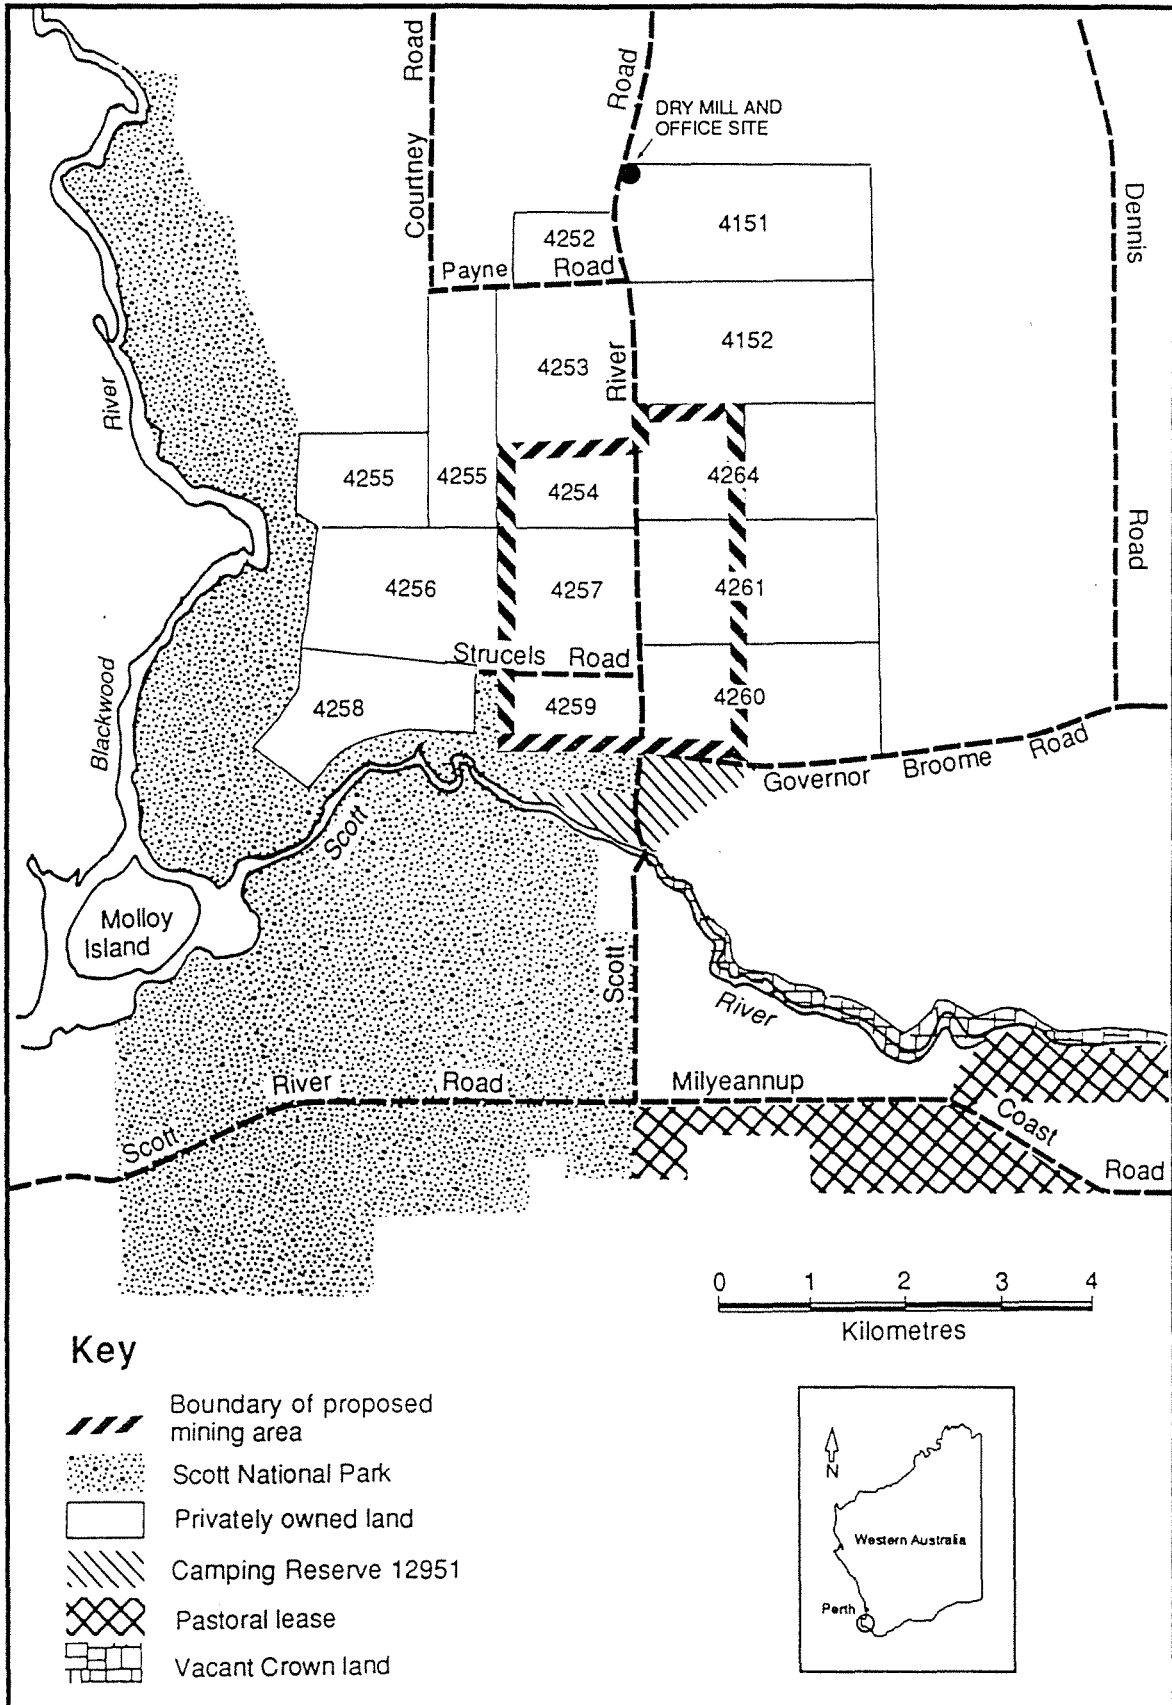 Road
Road
DRY MILL AND
OFFICE SITE
Courtney
Dennis
4151
4252
Payne Road
4152
River
4253
River
4255
4255
4254
4264
Road
4256
4257
4261
Strucels Road
Blackwood
4258
4259
4260
Governor Broome Road
Scott
Molloy
Island
Scott
River
River Road
Milyeannup
Scott
Coast
Road
0 1 2 3 4
Kilometres
Key
Boundary of proposed
mining area
Scott National Park
Privately owned land
Camping Reserve 12951
Pastoral lease
Vacant Crown land
N
Western Australia
Perth